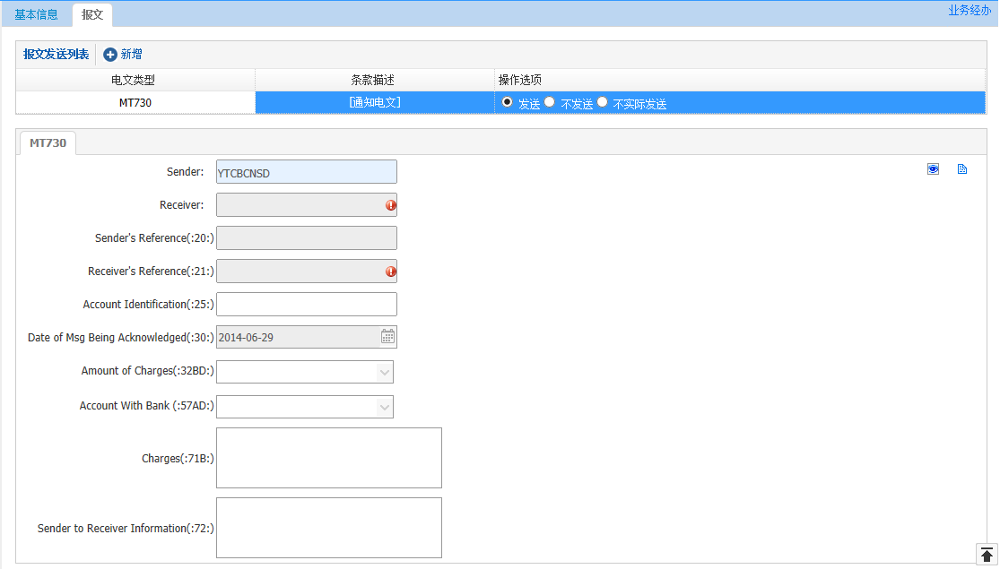 基本信息 报文 业务经办
报文发送列表 新增
电文类型 条款描述 操作选项
MT730 [通知电文] 发送 不发送 不实际发送
MT730
Sender: YTCBCNSD
Receiver:
Sender's Reference(:20:)
Receiver's Reference(:21:)
Account Identification(:25:)
Date of Msg Being Acknowledged(:30:) 2014-06-29
Amount of Charges(:32BD:)
Account With Bank (:57AD:)
Charges(:71B:)
Sender to Receiver Information(:72:)